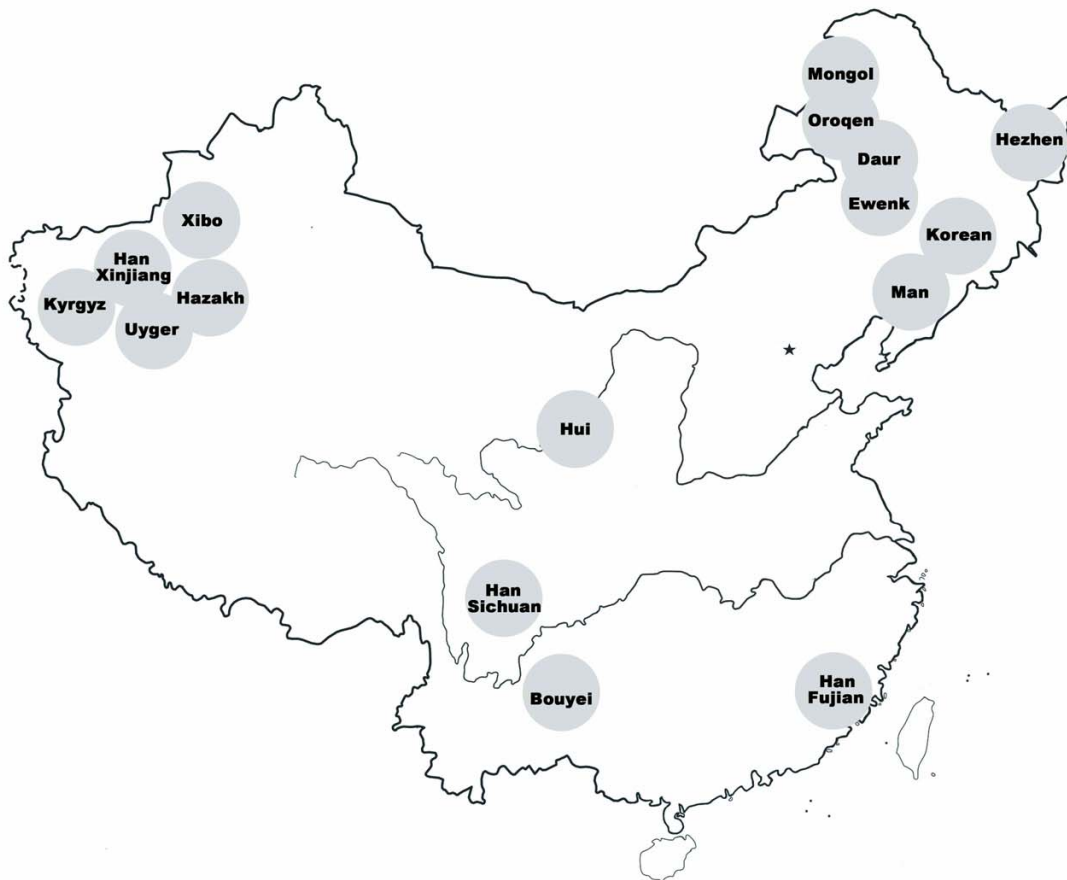 Mongol
Oroqen
Hezhen
Daur
Ewenk
Xibo
Korean
Han
Xinjiang
Man
Hazakh
Kyrgyz
Uyger
Hui
Han
Sichuan
Han
Fujian
Bouyei